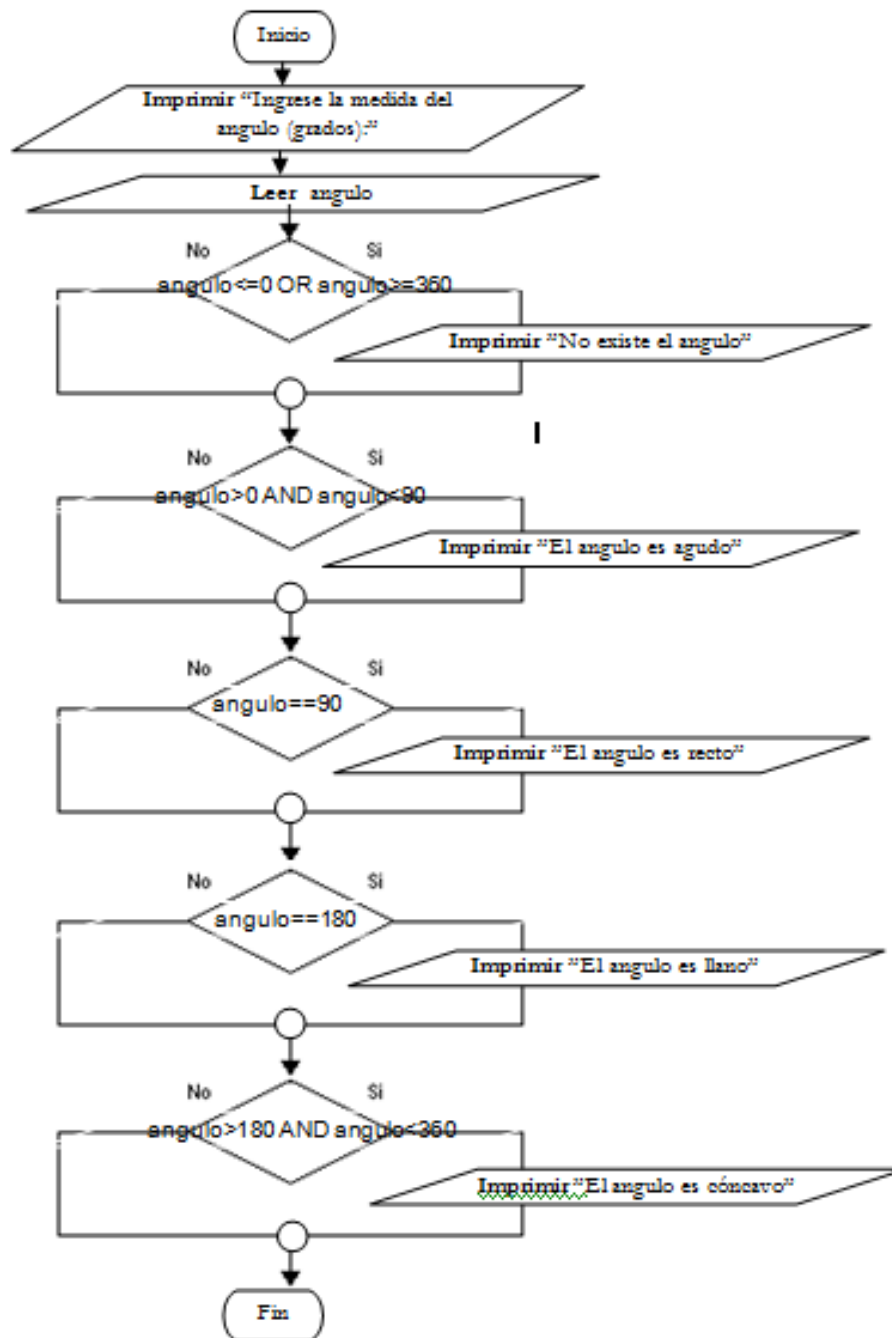 Inicio
Imprimir “Ingrese la medida del
angulo (grados):”
Leer angulo
No
Si
angulo<=0 OR angulo>=360
Imprimir “No existe el angulo”
No
Si
angulo>0 AND angulo<90
Imprimir “El angulo es agudo”
No
Si
angulo==90
Imprimir “El angulo es recto”
No
Si
angulo==180
Imprimir “El angulo es llano”
No
Si
angulo>180 AND angulo<360
Imprimir “El angulo es cóncavo”
Fin